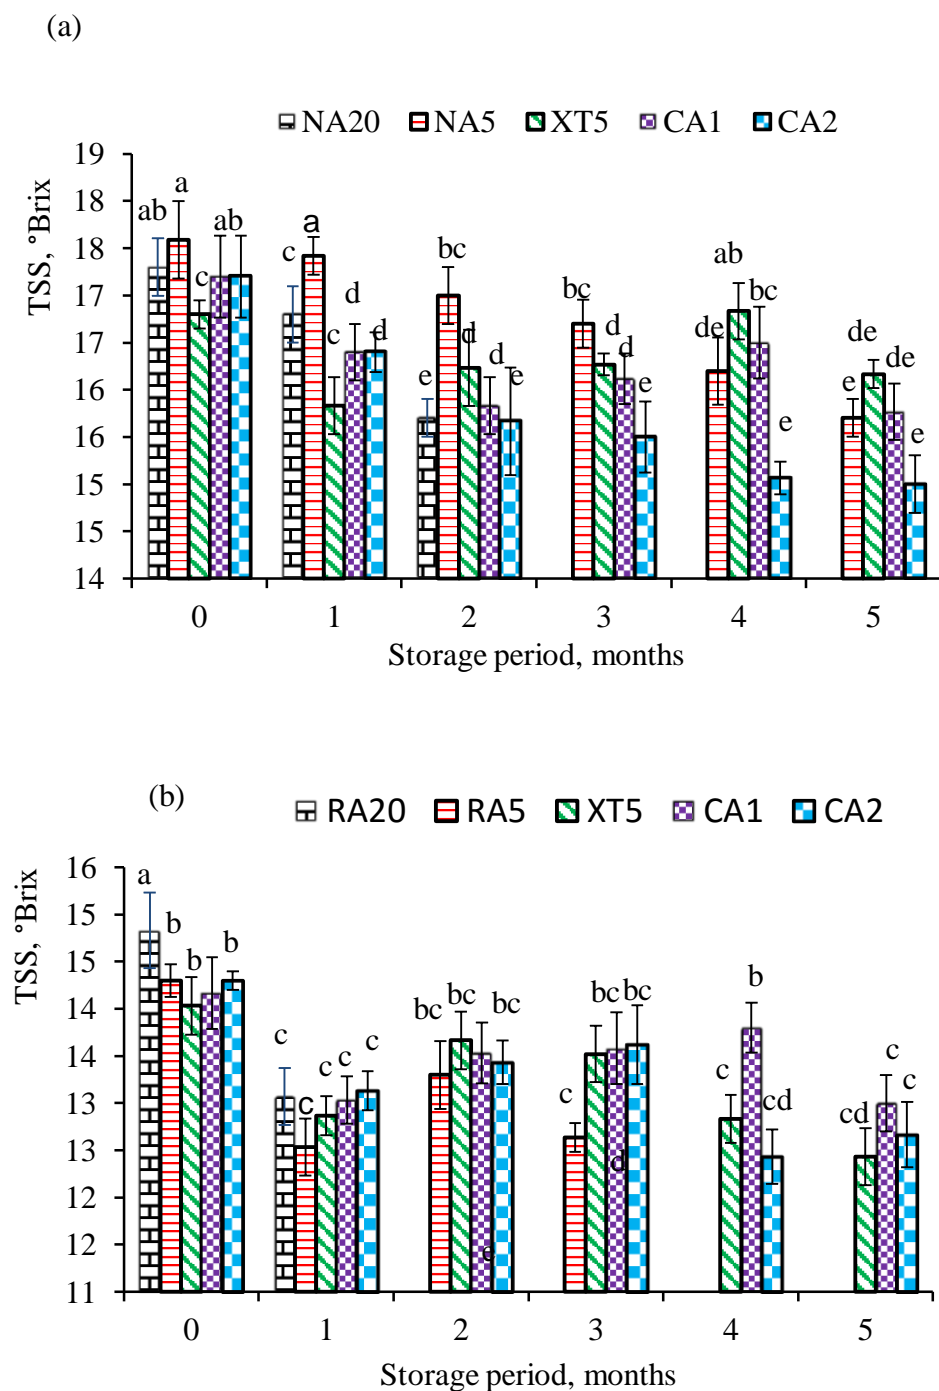 (a)
NA20 NA5 XT5 CA1 CA2
TSS, °Brix
19
18
18
17
17
16
16
15
15
14
ab a c ab
c a c d d
bc d d e e
bc d d e
de ab bc e
e de de e
0 1 2 3 4 5
Storage period, months
(b)
RA20 RA5 XT5 CA1 CA2
TSS, °Brix
16
15
15
14
14
13
13
12
12
11
a b b b
c c c c c
bc bc bc e
c bc bc d
c b cd
cd c c
0 1 2 3 4 5
Storage period, months